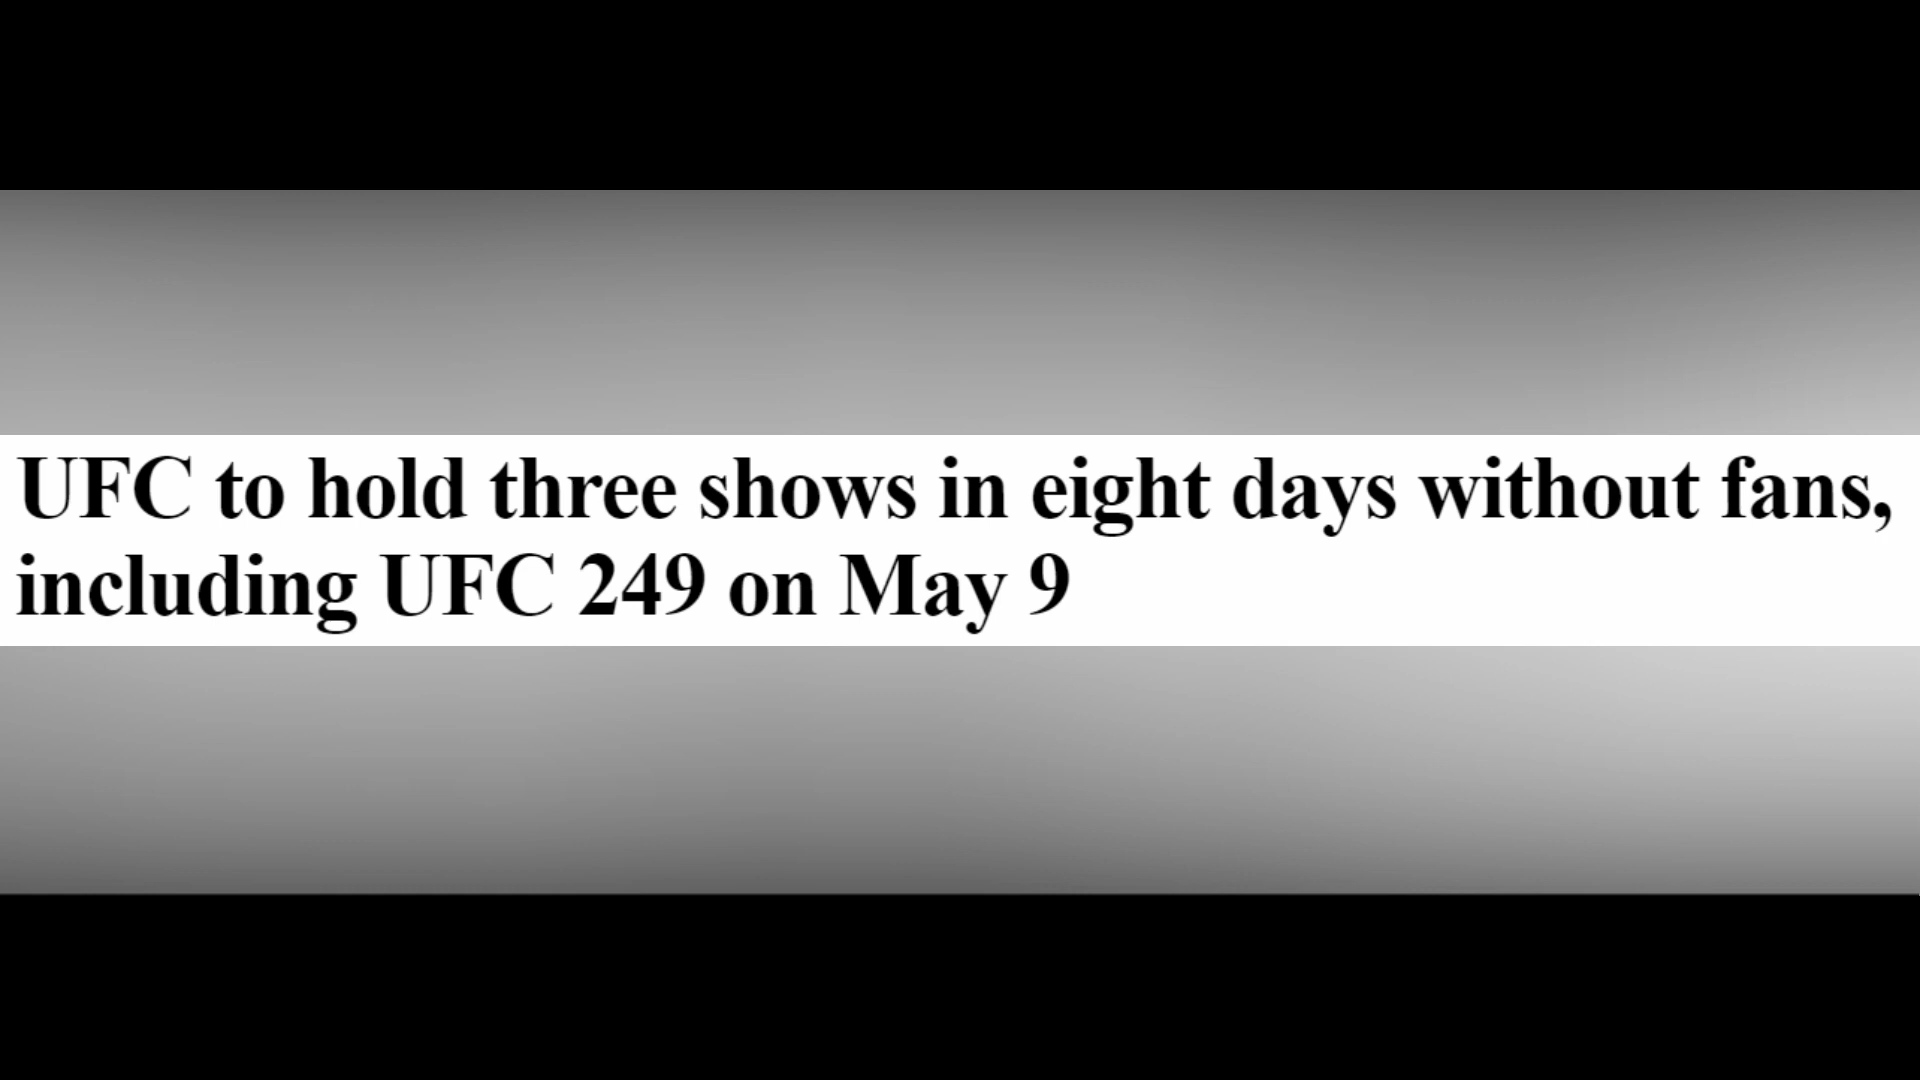 UFC to hold three shows in eight days without fans,
including UFC 249 on May 9